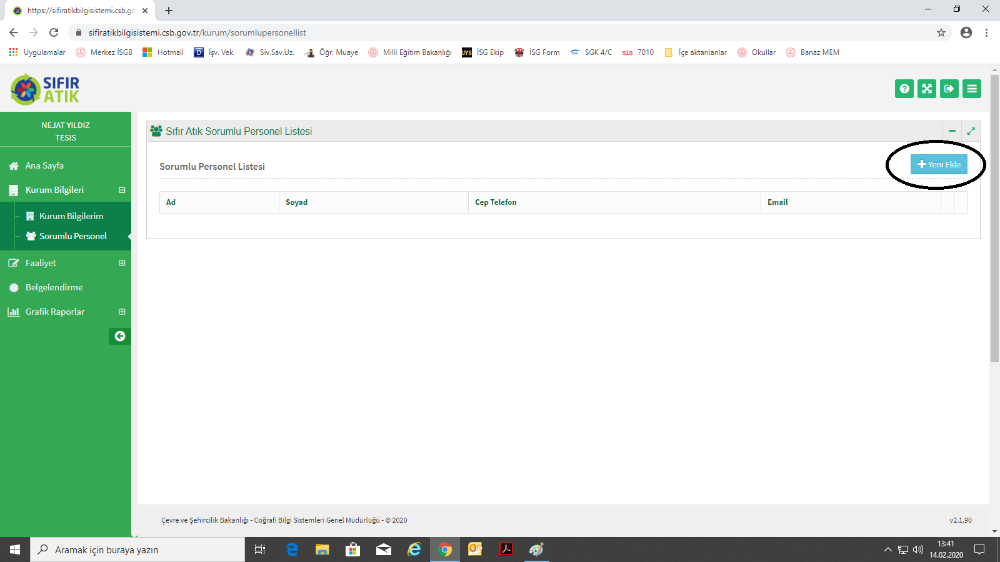 https://sifiratikbilgisistemi.csb.go
sifiratikbilgisistemi.csb.gov.tr/kurum/sorumlupersonellist
Uygulamalar Merkez İSGB Hotmail İşv. Vek. Siv.Sav.Uz. Öğr. Muaye Milli Eğitim Bakanlığı İSG Ekip İSG Form SGK 4/C sis 7010 İçe aktarılanlar Okullar Banaz MEM
SIFIR
ATIK
NEJAT YILDIZ
TESIS
Ana Sayfa
Kurum Bilgileri
Kurum Bilgilerim
Sorumlu Personel
Faaliyet
Belgelendirme
Grafik Raporlar
Sıfır Atık Sorumlu Personel Listesi
Sorumlu Personel Listesi
Yeni Ekle
Ad Soyad Cep Telefon Email
Çevre ve Şehircilik Bakanlığı - Coğrafi Bilgi Sistemleri Genel Müdürlüğü - © 2020
v2.1.90
Aramak için buraya yazın
13:41
14.02.2020